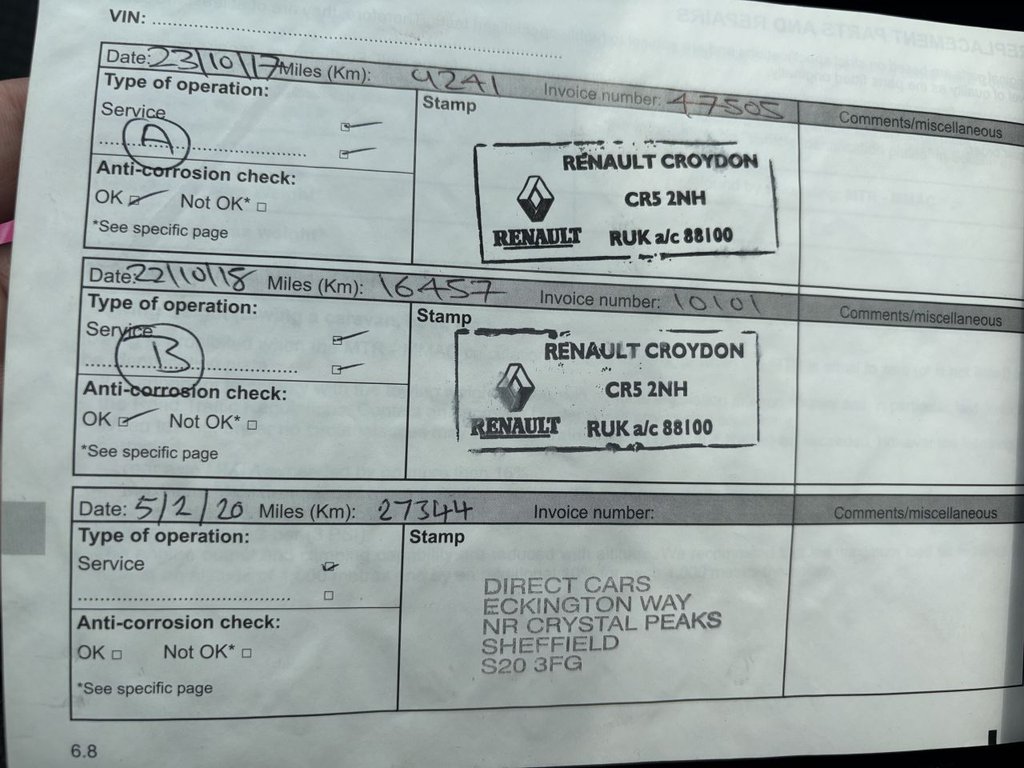 VIN:
Date: 23/10/17 Miles (Km): 9241 Invoice number: 47505 Comments/miscellaneous
Type of operation:
Service
A
Anti-corrosion check:
OK Not OK*
*See specific page
Stamp
RENAULT CROYDON
CR5 2NH
RENAULT RUK a/c 88100
Date: 22/10/18 Miles (Km): 16457 Invoice number: 10101 Comments/miscellaneous
Type of operation:
Service
B
Anti-corrosion check:
OK Not OK*
*See specific page
Stamp
RENAULT CROYDON
CR5 2NH
RENAULT RUK a/c 88100
Date: 5/2/20 Miles (Km): 27344 Invoice number: Comments/miscellaneous
Type of operation:
Service
Anti-corrosion check:
OK Not OK*
*See specific page
Stamp
DIRECT CARS
ECKINGTON WAY
NR CRYSTAL PEAKS
SHEFFIELD
S20 3FG
6.8